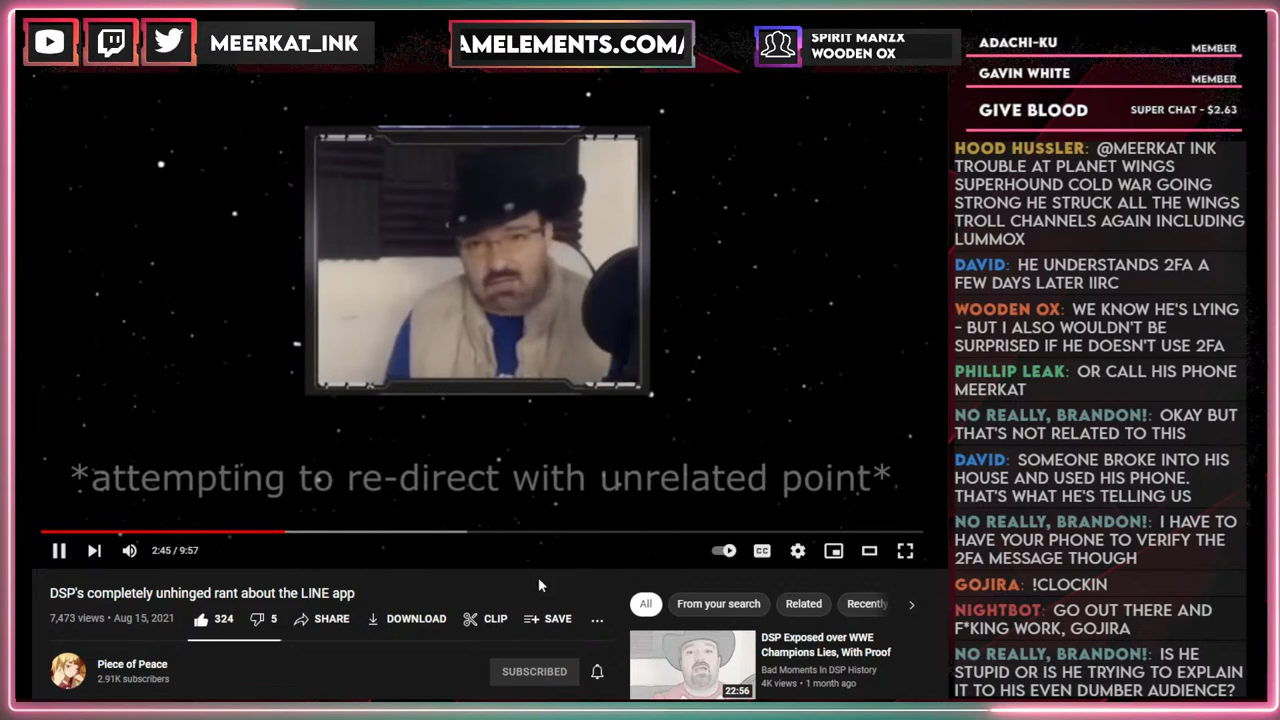 MEERKAT_INK
AMELEMENTS.COM/
SPIRIT MANZX
WOODEN OX
ADACHI-KU
MEMBER
GAVIN WHITE
MEMBER
GIVE BLOOD
SUPER CHAT - $2.63
HOOD HUSSLER: @MEERKAT INK
TROUBLE AT PLANET WINGS
SUPERHOUND COLD WAR GOING
STRONG HE STRUCK ALL THE WINGS
TROLL CHANNELS AGAIN INCLUDING
LUMMOX
DAVID: HE UNDERSTANDS 2FA A
FEW DAYS LATER IIRC
WOODEN OX: WE KNOW HE'S LYING
- BUT I ALSO WOULDN'T BE
SURPRISED IF HE DOESN'T USE 2FA
PHILLIP LEAK: OR CALL HIS PHONE
MEERKAT
NO REALLY, BRANDON!: OKAY BUT
THAT'S NOT RELATED TO THIS
DAVID: SOMEONE BROKE INTO HIS
HOUSE AND USED HIS PHONE.
THAT'S WHAT HE'S TELLING US
NO REALLY, BRANDON!: I HAVE TO
HAVE YOUR PHONE TO VERIFY THE
2FA MESSAGE THOUGH
GOJIRA: !CLOCKIN
NIGHTBOT: GO OUT THERE AND
F*KING WORK, GOJIRA
NO REALLY, BRANDON!: IS HE
STUPID OR IS HE TRYING TO EXPLAIN
IT TO HIS EVEN DUMBER AUDIENCE?
*attempting to re-direct with unrelated point*
2:45 / 9:57
CC
DSP's completely unhinged rant about the LINE app
7,473 views • Aug 15, 2021
324
5
SHARE
DOWNLOAD
CLIP
SAVE
Piece of Peace
2.91K subscribers
SUBSCRIBED
All
From your search
Related
Recently
DSP Exposed over WWE
Champions Lies, With Proof
Bad Moments In DSP History
4K views • 1 month ago
22:56